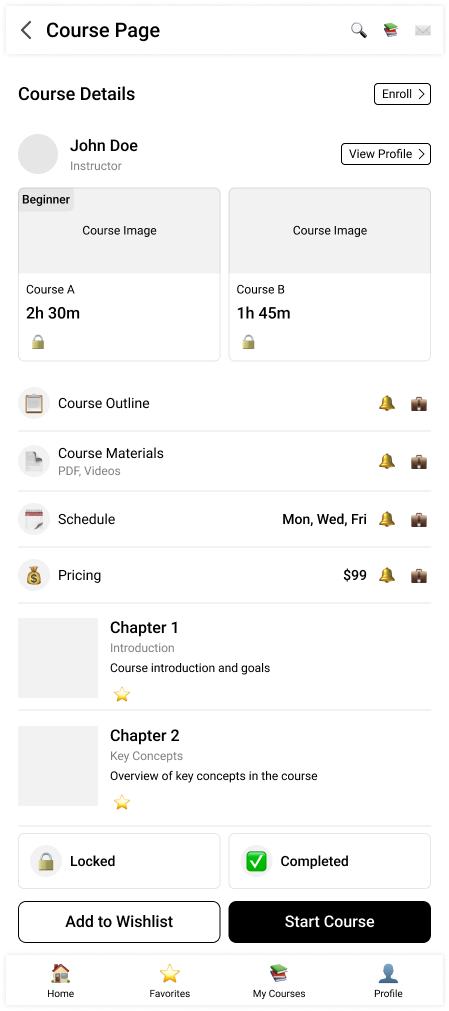 Course Page
Course Details
Enroll
John Doe
Instructor
View Profile
Beginner
Course Image
Course A
2h 30m
Course Image
Course B
1h 45m
Course Outline
Course Materials
PDF, Videos
Schedule
Mon, Wed, Fri
Pricing
$99
Chapter 1
Introduction
Course introduction and goals
Chapter 2
Key Concepts
Overview of key concepts in the course
Locked
Completed
Add to Wishlist
Start Course
Home
Favorites
My Courses
Profile